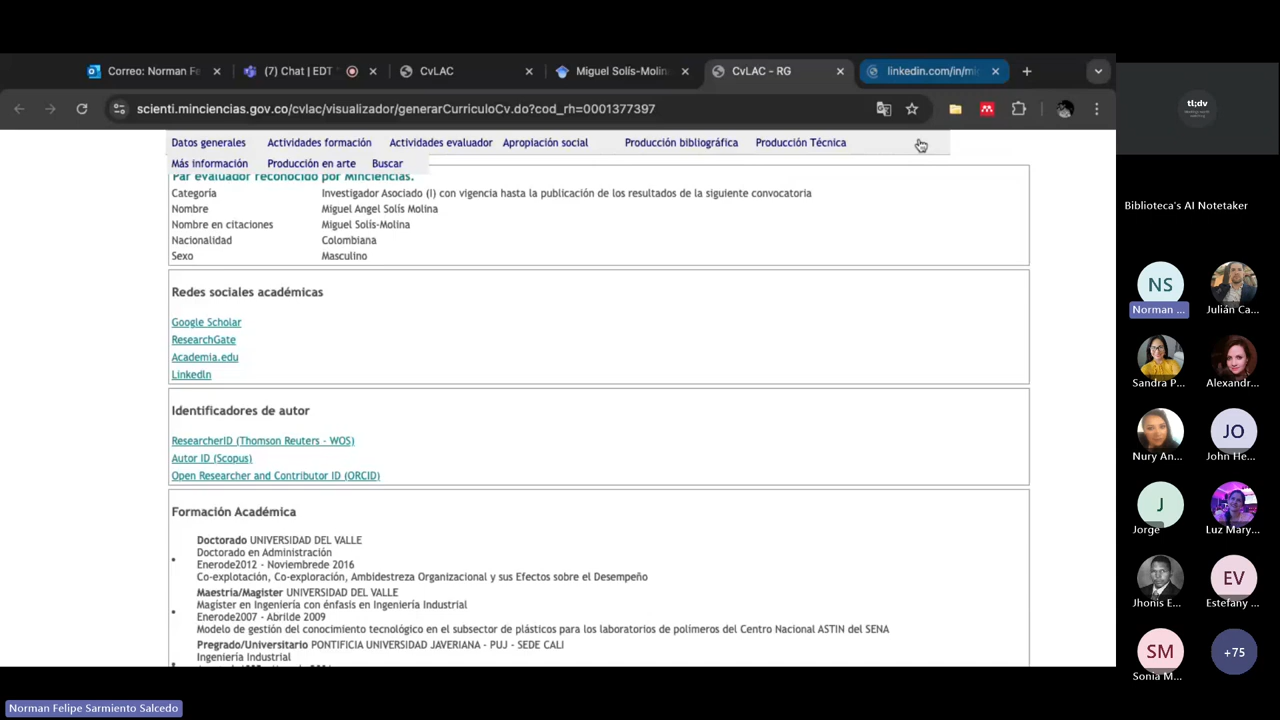 Correo: Norman Fe
(7) Chat | EDT
CvLAC
Miguel Solís-Molin
CvLAC - RG
linkedin.com/in/mi
scienti.minciencias.gov.co/cvlac/visualizador/generarCurriculoCv.do?cod_rh=0001377397
Datos generales Actividades formación Actividades evaluador Apropiación social Producción bibliográfica Producción Técnica
Más información Producción en arte Buscar
Par evaluador reconocido por Minciencias.
Categoría Investigador Asociado (I) con vigencia hasta la publicación de los resultados de la siguiente convocatoria
Nombre Miguel Angel Solís Molina
Nombre en citaciones Miguel Solís-Molina
Nacionalidad Colombiana
Sexo Masculino
Redes sociales académicas
Google Scholar
ResearchGate
Academia.edu
LinkedIn
Identificadores de autor
ResearcherID (Thomson Reuters - WOS)
Autor ID (Scopus)
Open Researcher and Contributor ID (ORCID)
Formación Académica
Doctorado UNIVERSIDAD DEL VALLE
Doctorado en Administración
Enerode2012 - Noviembrede 2016
Co-explotación, Co-exploración, Ambidestreza Organizacional y sus Efectos sobre el Desempeño
Maestria/Magister UNIVERSIDAD DEL VALLE
Magíster en Ingeniería con énfasis en Ingeniería Industrial
Enerode2007 - Abrilde 2009
Modelo de gestión del conocimiento tecnológico en el subsector de plásticos para los laboratorios de polímeros del Centro Nacional ASTIN del SENA
Pregrado/Universitario PONTIFICIA UNIVERSIDAD JAVERIANA - PUJ - SEDE CALI
Ingeniería Industrial
tl;dv
Biblioteca's AI Notetaker
NS
Norman ...
Julián Ca...
Sandra P...
Alexandr...
Nury An...
JO
John He...
J
Jorge
Luz Mary...
Jhonis E...
EV
Estefany ...
SM
Sonia M...
+75
Norman Felipe Sarmiento Salcedo